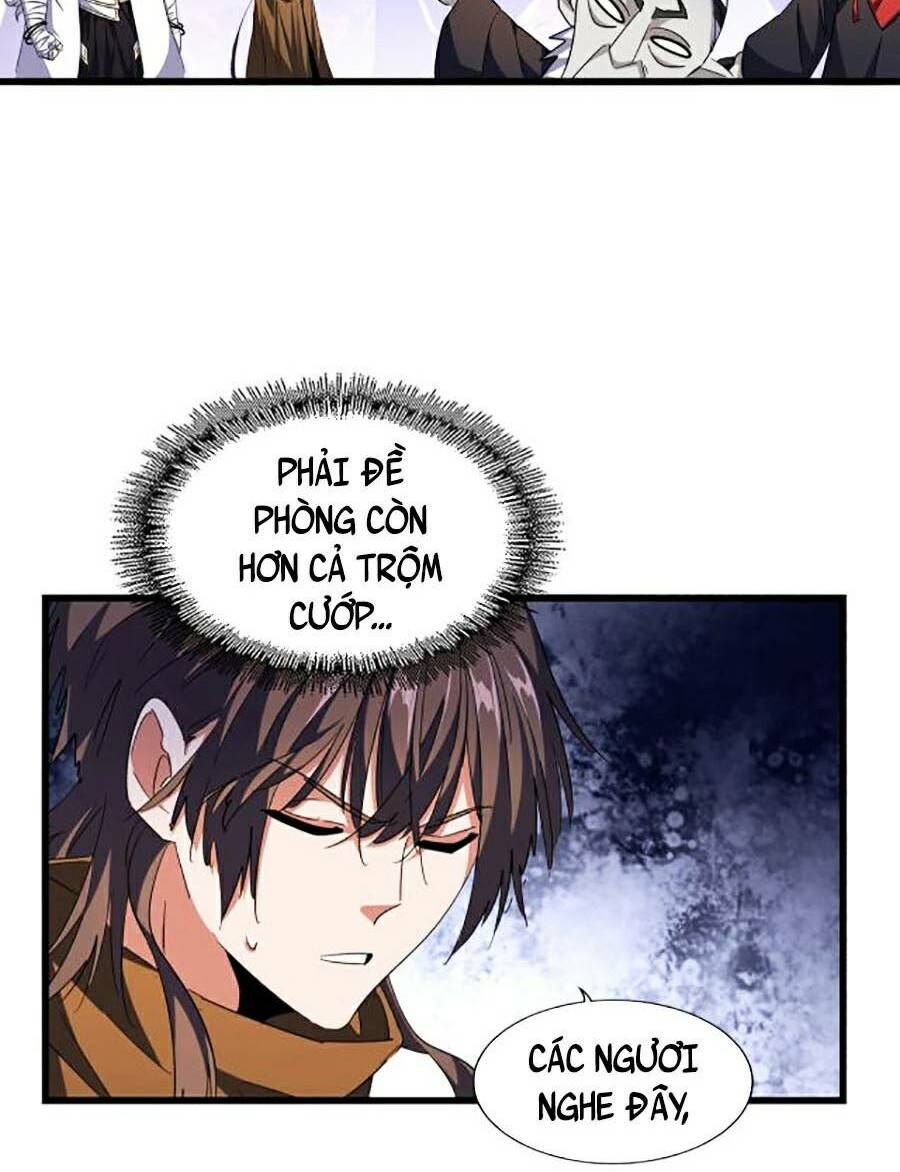 PHẢI ĐỀ
PHÒNG CÒN
HƠN CẢ TRỘM
CƯỚP...
CÁC NGƯƠI
NGHE ĐÂY,